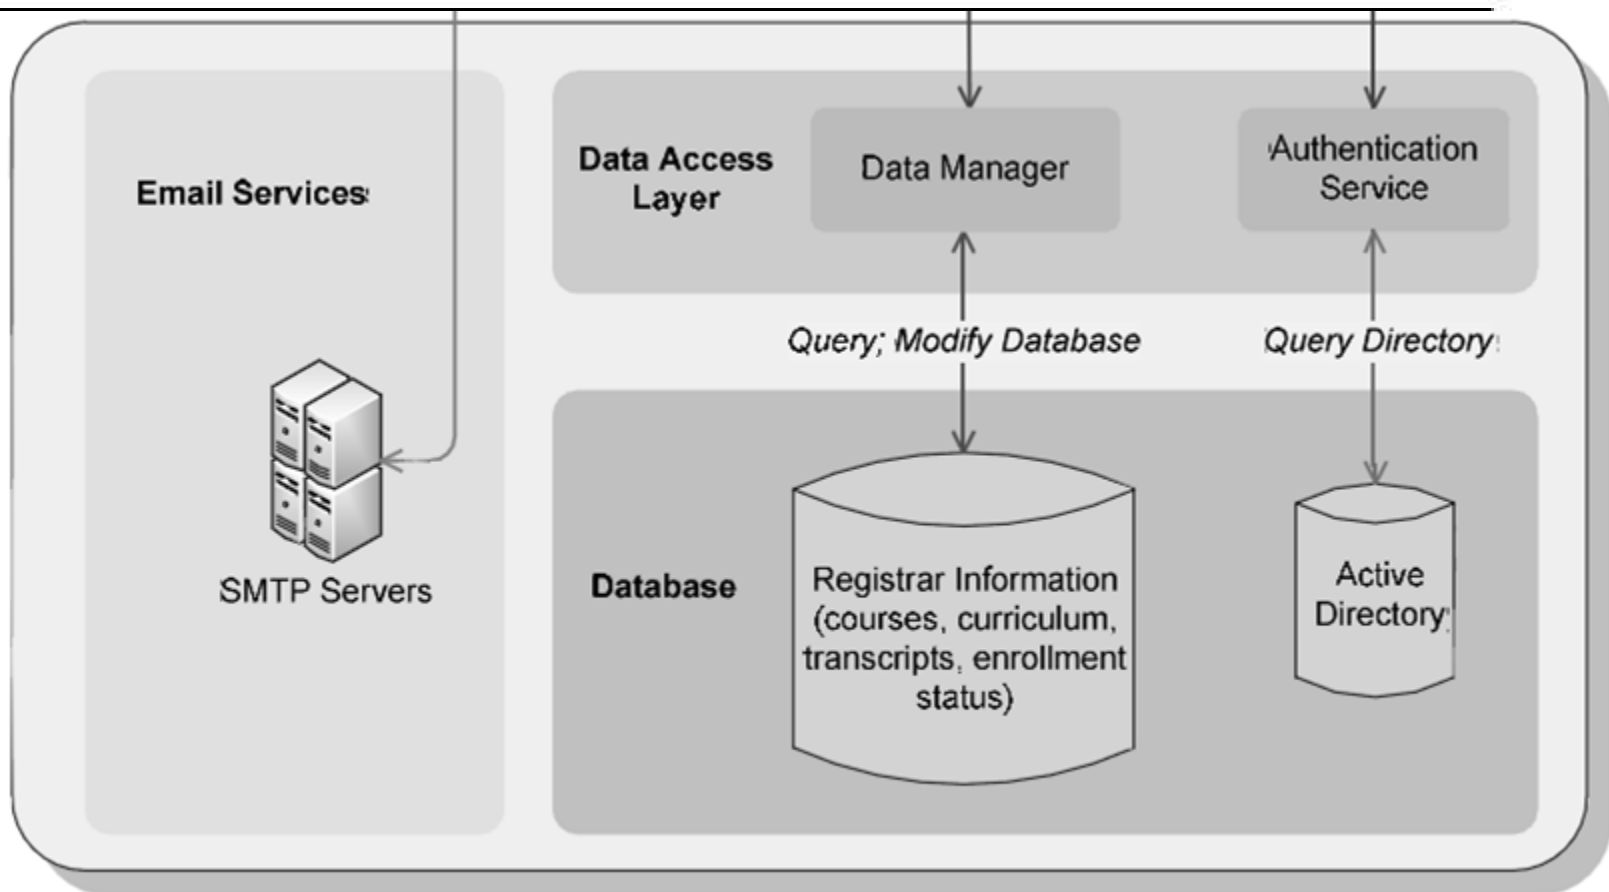 Email Services
Data Access
Layer
Data Manager
Authentication
Service
Query; Modify Database
Query Directory
SMTP Servers
Database
Registrar Information
(courses, curriculum,
transcripts, enrollment
status)
Active
Directory